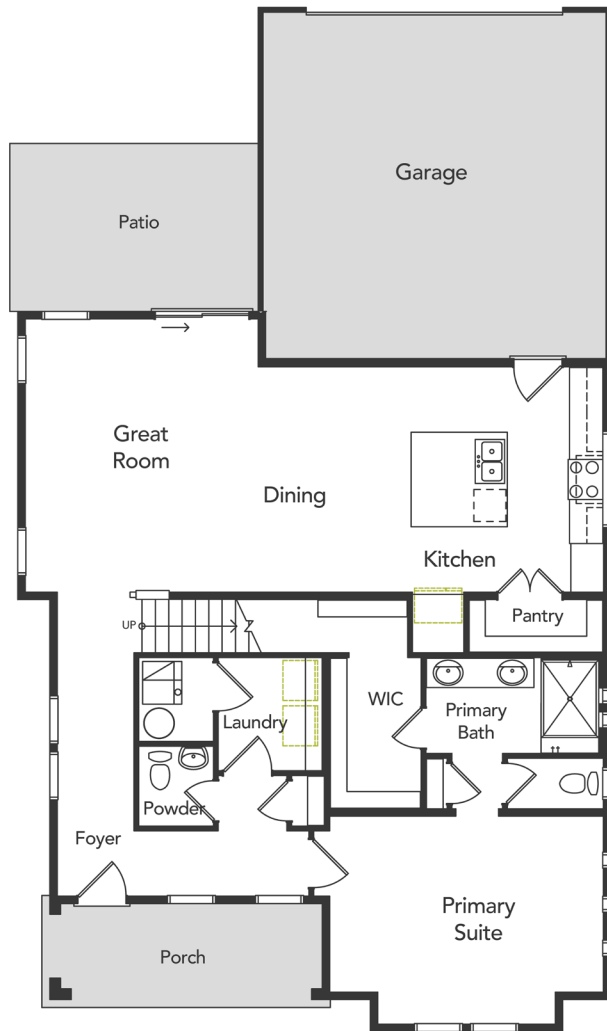 Garage
Patio
Great
Room
Dining
Kitchen
UP
Pantry
WIC
Laundry
Primary
Bath
Powder
Foyer
Primary
Suite
Porch